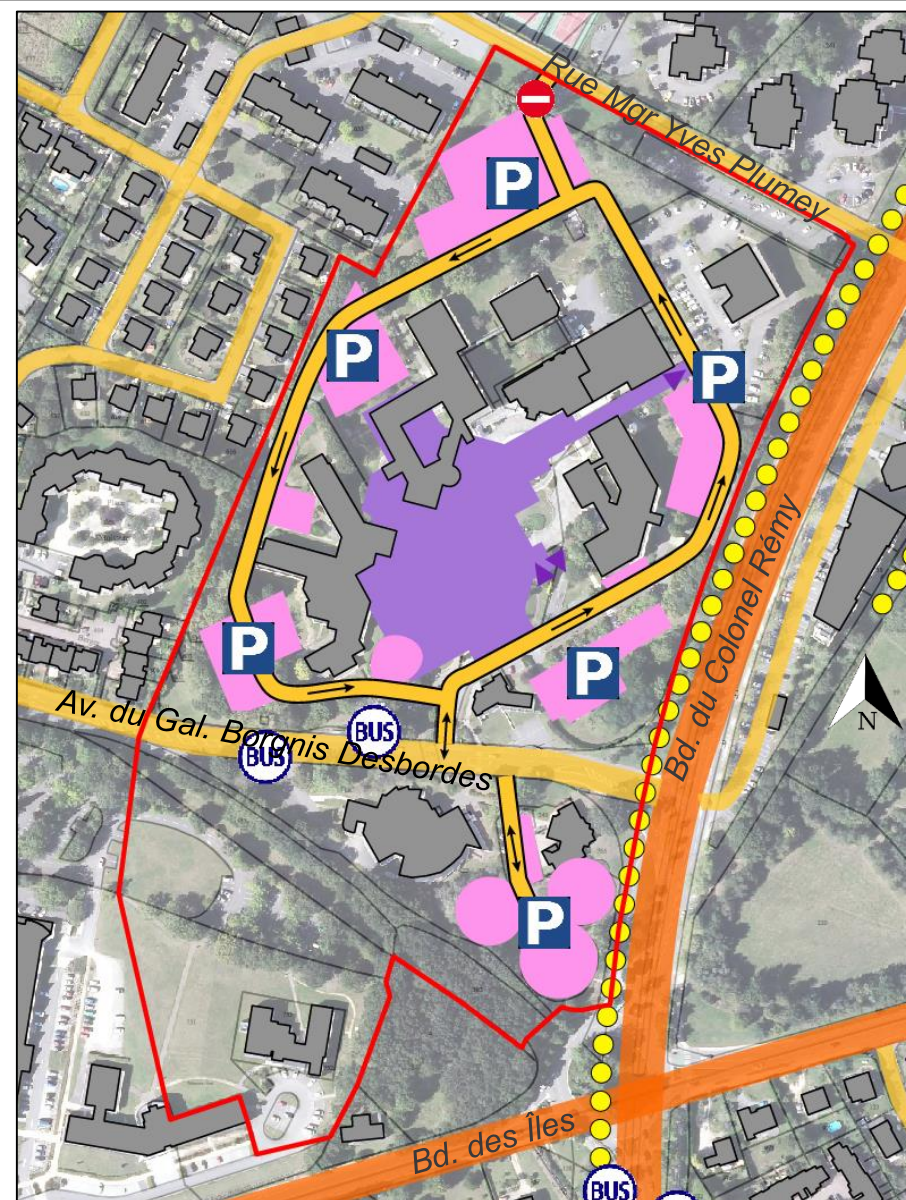 Rue Mgr Yves Plumey
P
P
P
Bd. du Colonel Rémy
P
P
N
Av. du Gal. Borgnis Desbordes
BUS
BUS
P
Bd. des Îles
BUS